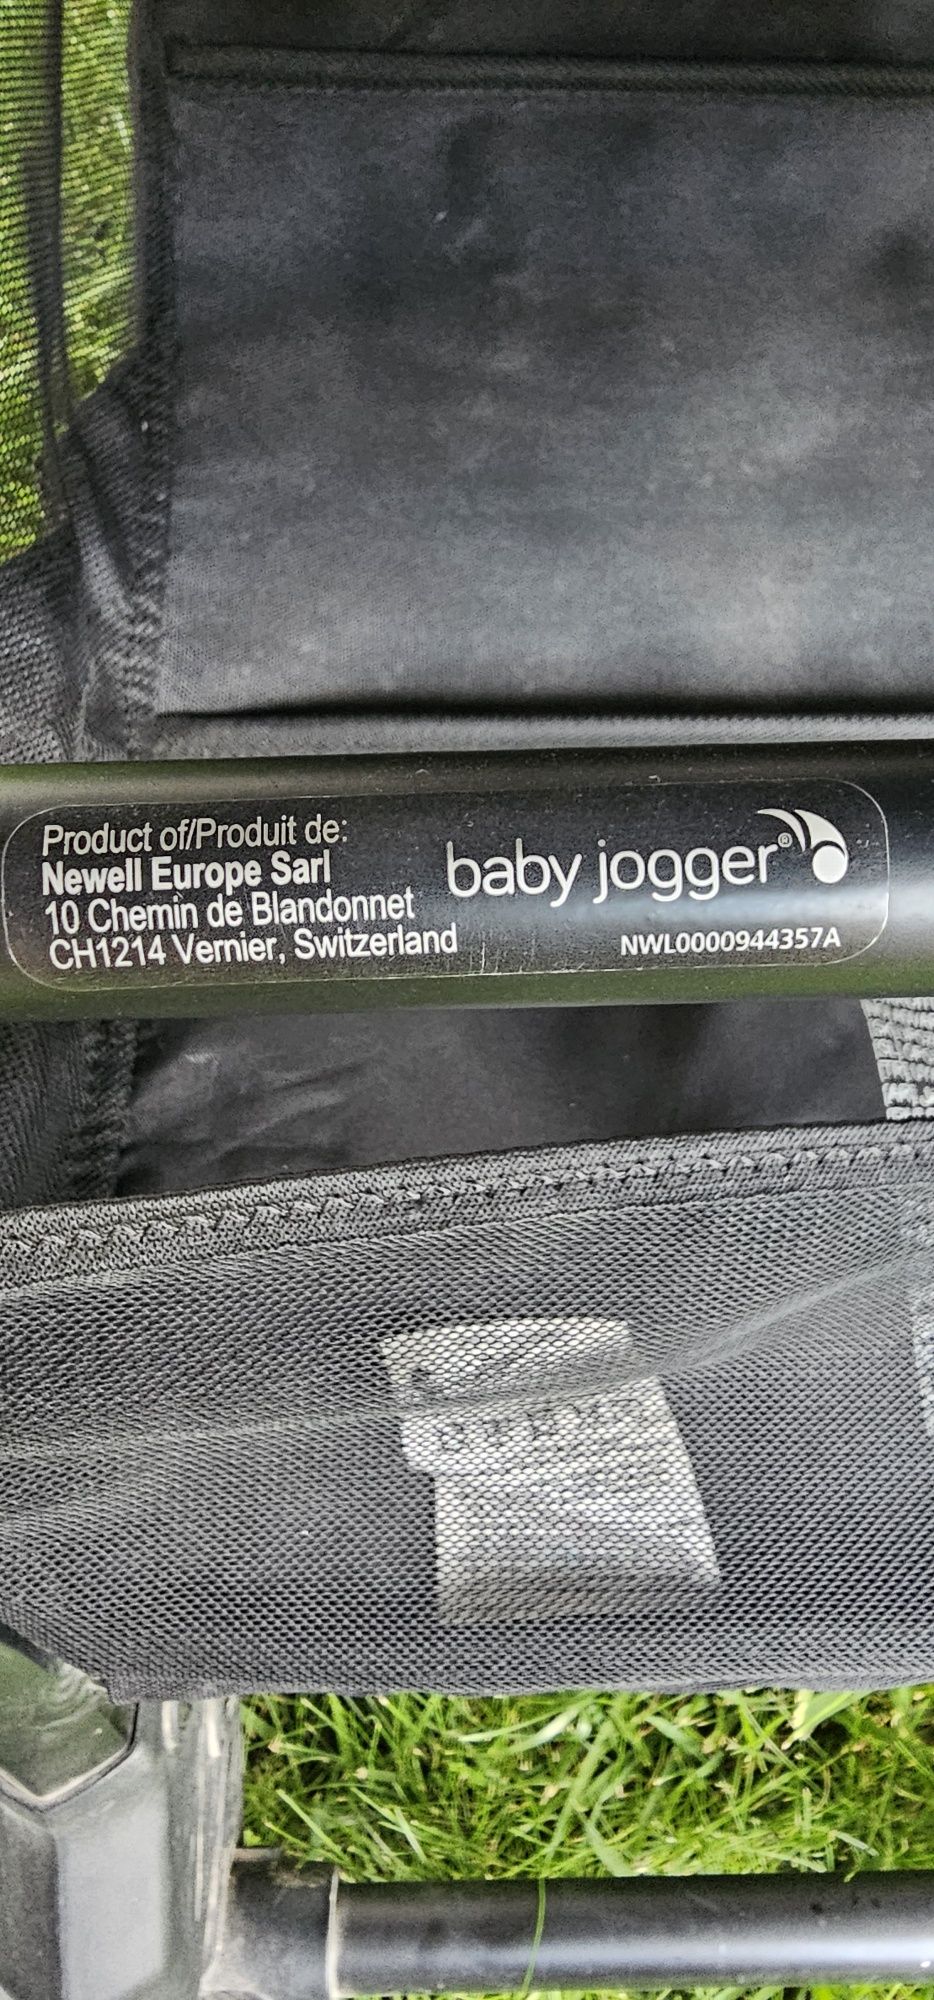 Product of/Produit de:
Newell Europe Sarl
10 Chemin de Blandonnet
CH1214 Vernier, Switzerland
baby jogger®
NWL0000944357A